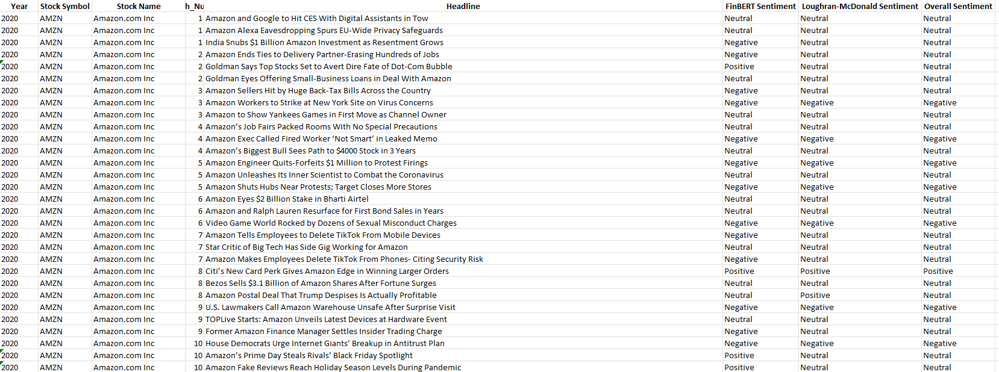 Year Stock Symbol Stock Name h_Nu Headline FinBERT Sentiment Loughran-McDonald Sentiment Overall Sentiment
2020 AMZN Amazon.com Inc 1 Amazon and Google to Hit CES With Digital Assistants in Tow Neutral Neutral Neutral
2020 AMZN Amazon.com Inc 1 Amazon Alexa Eavesdropping Spurs EU-Wide Privacy Safeguards Neutral Neutral Neutral
2020 AMZN Amazon.com Inc 1 India Snubs $1 Billion Amazon Investment as Resentment Grows Negative Neutral Neutral
2020 AMZN Amazon.com Inc 2 Amazon Ends Ties to Delivery Partner-Erasing Hundreds of Jobs Negative Neutral Neutral
2020 AMZN Amazon.com Inc 2 Goldman Says Top Stocks Set to Avert Dire Fate of Dot-Com Bubble Positive Neutral Neutral
2020 AMZN Amazon.com Inc 2 Goldman Eyes Offering Small-Business Loans in Deal With Amazon Neutral Neutral Neutral
2020 AMZN Amazon.com Inc 3 Amazon Sellers Hit by Huge Back-Tax Bills Across the Country Negative Neutral Neutral
2020 AMZN Amazon.com Inc 3 Amazon Workers to Strike at New York Site on Virus Concerns Negative Negative Negative
2020 AMZN Amazon.com Inc 3 Amazon to Show Yankees Games in First Move as Channel Owner Neutral Neutral Neutral
2020 AMZN Amazon.com Inc 4 Amazon’s Job Fairs Packed Rooms With No Special Precautions Neutral Neutral Neutral
2020 AMZN Amazon.com Inc 4 Amazon Exec Called Fired Worker ‘Not Smart’ in Leaked Memo Negative Negative Negative
2020 AMZN Amazon.com Inc 4 Amazon’s Biggest Bull Sees Path to $4000 Stock in 3 Years Neutral Neutral Neutral
2020 AMZN Amazon.com Inc 5 Amazon Engineer Quits-Forfeits $1 Million to Protest Firings Negative Negative Negative
2020 AMZN Amazon.com Inc 5 Amazon Unleashes Its Inner Scientist to Combat the Coronavirus Neutral Neutral Neutral
2020 AMZN Amazon.com Inc 5 Amazon Shuts Hubs Near Protests; Target Closes More Stores Negative Negative Negative
2020 AMZN Amazon.com Inc 6 Amazon Eyes $2 Billion Stake in Bharti Airtel Neutral Neutral Neutral
2020 AMZN Amazon.com Inc 6 Amazon and Ralph Lauren Resurface for First Bond Sales in Years Neutral Neutral Neutral
2020 AMZN Amazon.com Inc 6 Video Game World Rocked by Dozens of Sexual Misconduct Charges Negative Negative Negative
2020 AMZN Amazon.com Inc 7 Amazon Tells Employees to Delete TikTok From Mobile Devices Negative Neutral Neutral
2020 AMZN Amazon.com Inc 7 Star Critic of Big Tech Has Side Gig Working for Amazon Neutral Neutral Neutral
2020 AMZN Amazon.com Inc 7 Amazon Makes Employees Delete TikTok From Phones- Citing Security Risk Negative Neutral Neutral
2020 AMZN Amazon.com Inc 8 Citi’s New Card Perk Gives Amazon Edge in Winning Larger Orders Positive Positive Positive
2020 AMZN Amazon.com Inc 8 Bezos Sells $3.1 Billion of Amazon Shares After Fortune Surges Neutral Neutral Neutral
2020 AMZN Amazon.com Inc 8 Amazon Postal Deal That Trump Despises Is Actually Profitable Neutral Positive Neutral
2020 AMZN Amazon.com Inc 9 U.S. Lawmakers Call Amazon Warehouse Unsafe After Surprise Visit Negative Negative Negative
2020 AMZN Amazon.com Inc 9 TOPLive Starts: Amazon Unveils Latest Devices at Hardware Event Neutral Neutral Neutral
2020 AMZN Amazon.com Inc 9 Former Amazon Finance Manager Settles Insider Trading Charge Negative Neutral Neutral
2020 AMZN Amazon.com Inc 10 House Democrats Urge Internet Giants’ Breakup in Antitrust Plan Negative Negative Negative
2020 AMZN Amazon.com Inc 10 Amazon’s Prime Day Steals Rivals’ Black Friday Spotlight Positive Neutral Neutral
2020 AMZN Amazon.com Inc 10 Amazon Fake Reviews Reach Holiday Season Levels During Pandemic Positive Neutral Neutral